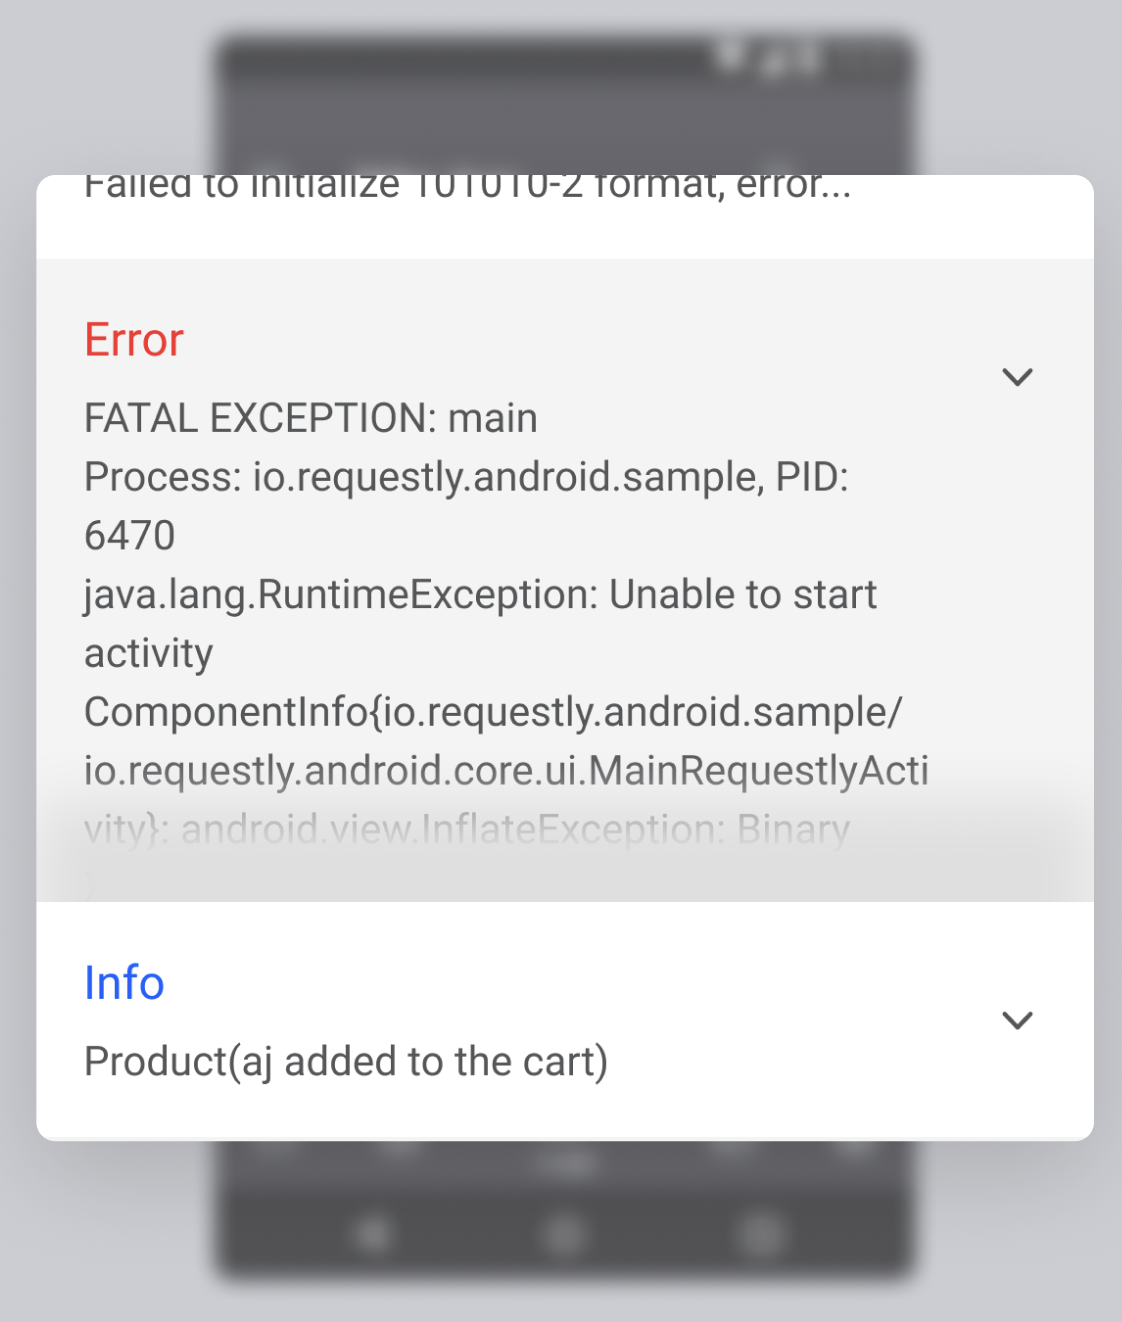 Failed to initialize 101010-2 format, error...
Error
FATAL EXCEPTION: main
Process: io.requestly.android.sample, PID:
6470
java.lang.RuntimeException: Unable to start
activity
ComponentInfo{io.requestly.android.sample/
io.requestly.android.core.ui.MainRequestlyActi
vity}: android.view.InflateException: Binary
Info
Product(aj added to the cart)